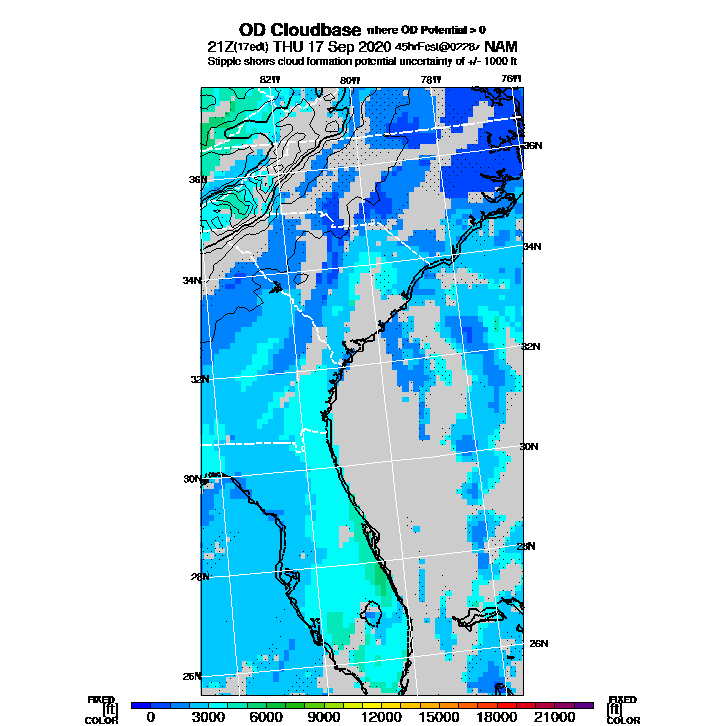 OD Cloudbase where OD Potential > 0
21Z(17edt) THU 17 Sep 2020 45hrFcst@0228z NAM
Stipple shows cloud formation potential uncertainty of +/- 1000 ft
82W 80W 78W 76W
36N 36N
34N 34N
32N 32N
30N 30N
28N 28N
26N 26N
FIXED FIXED
[ft] [ft]
COLOR COLOR
0 3000 6000 9000 12000 15000 18000 21000